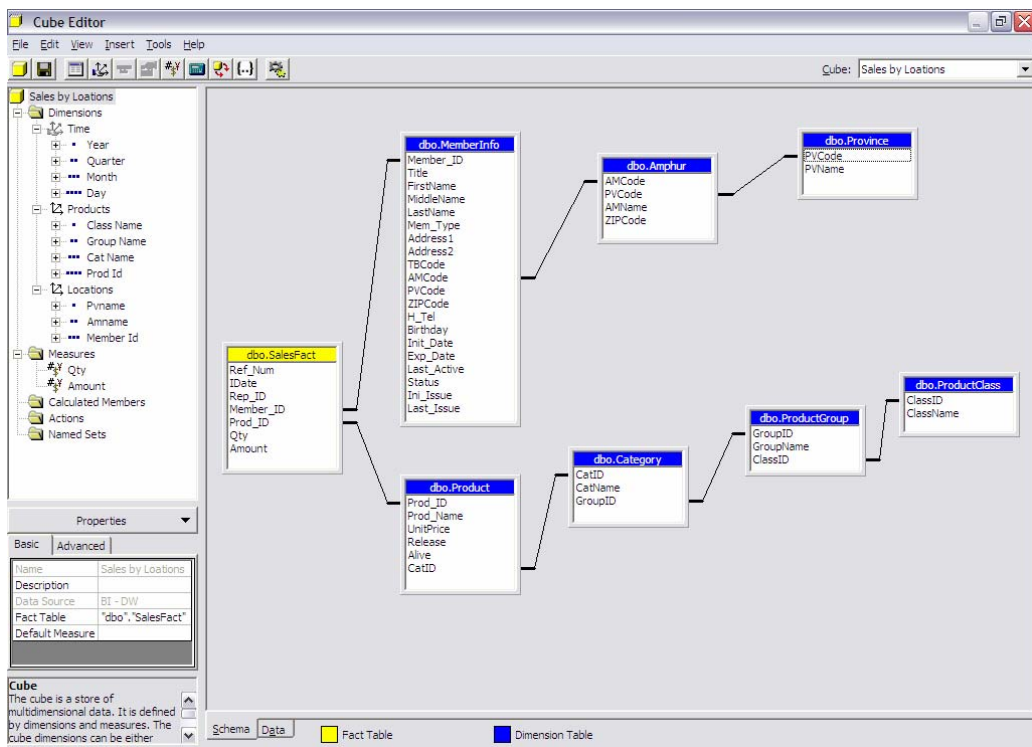 Cube Editor
File Edit View Insert Tools Help
Cube: Sales by Loations
Sales by Loations
Dimensions
Time
Year
Quarter
Month
Day
Products
Class Name
Group Name
Cat Name
Prod Id
Locations
Pvname
Amname
Member Id
Measures
Qty
Amount
Calculated Members
Actions
Named Sets
Properties
Basic Advanced
Name Sales by Loations
Description
Data Source BI - DW
Fact Table "dbo"."SalesFact"
Default Measure
Cube
The cube is a store of
multidimensional data. It is defined
by dimensions and measures. The
cube dimensions can be either
dbo.SalesFact
Ref_Num
IDate
Rep_ID
Member_ID
Prod_ID
Qty
Amount
dbo.MemberInfo
Member_ID
Title
FirstName
MiddleName
LastName
Mem_Type
Address1
Address2
TBCode
AMCode
PVCode
ZIPCode
H_Tel
Birthday
Init_Date
Exp_Date
Last_Active
Status
Ini_Issue
Last_Issue
dbo.Amphur
AMCode
PVCode
AMName
ZIPCode
dbo.Province
PVCode
PVName
dbo.Product
Prod_ID
Prod_Name
UnitPrice
Release
Alive
CatID
dbo.Category
CatID
CatName
GroupID
dbo.ProductGroup
GroupID
GroupName
ClassID
dbo.ProductClass
ClassID
ClassName
Schema Data
Fact Table
Dimension Table